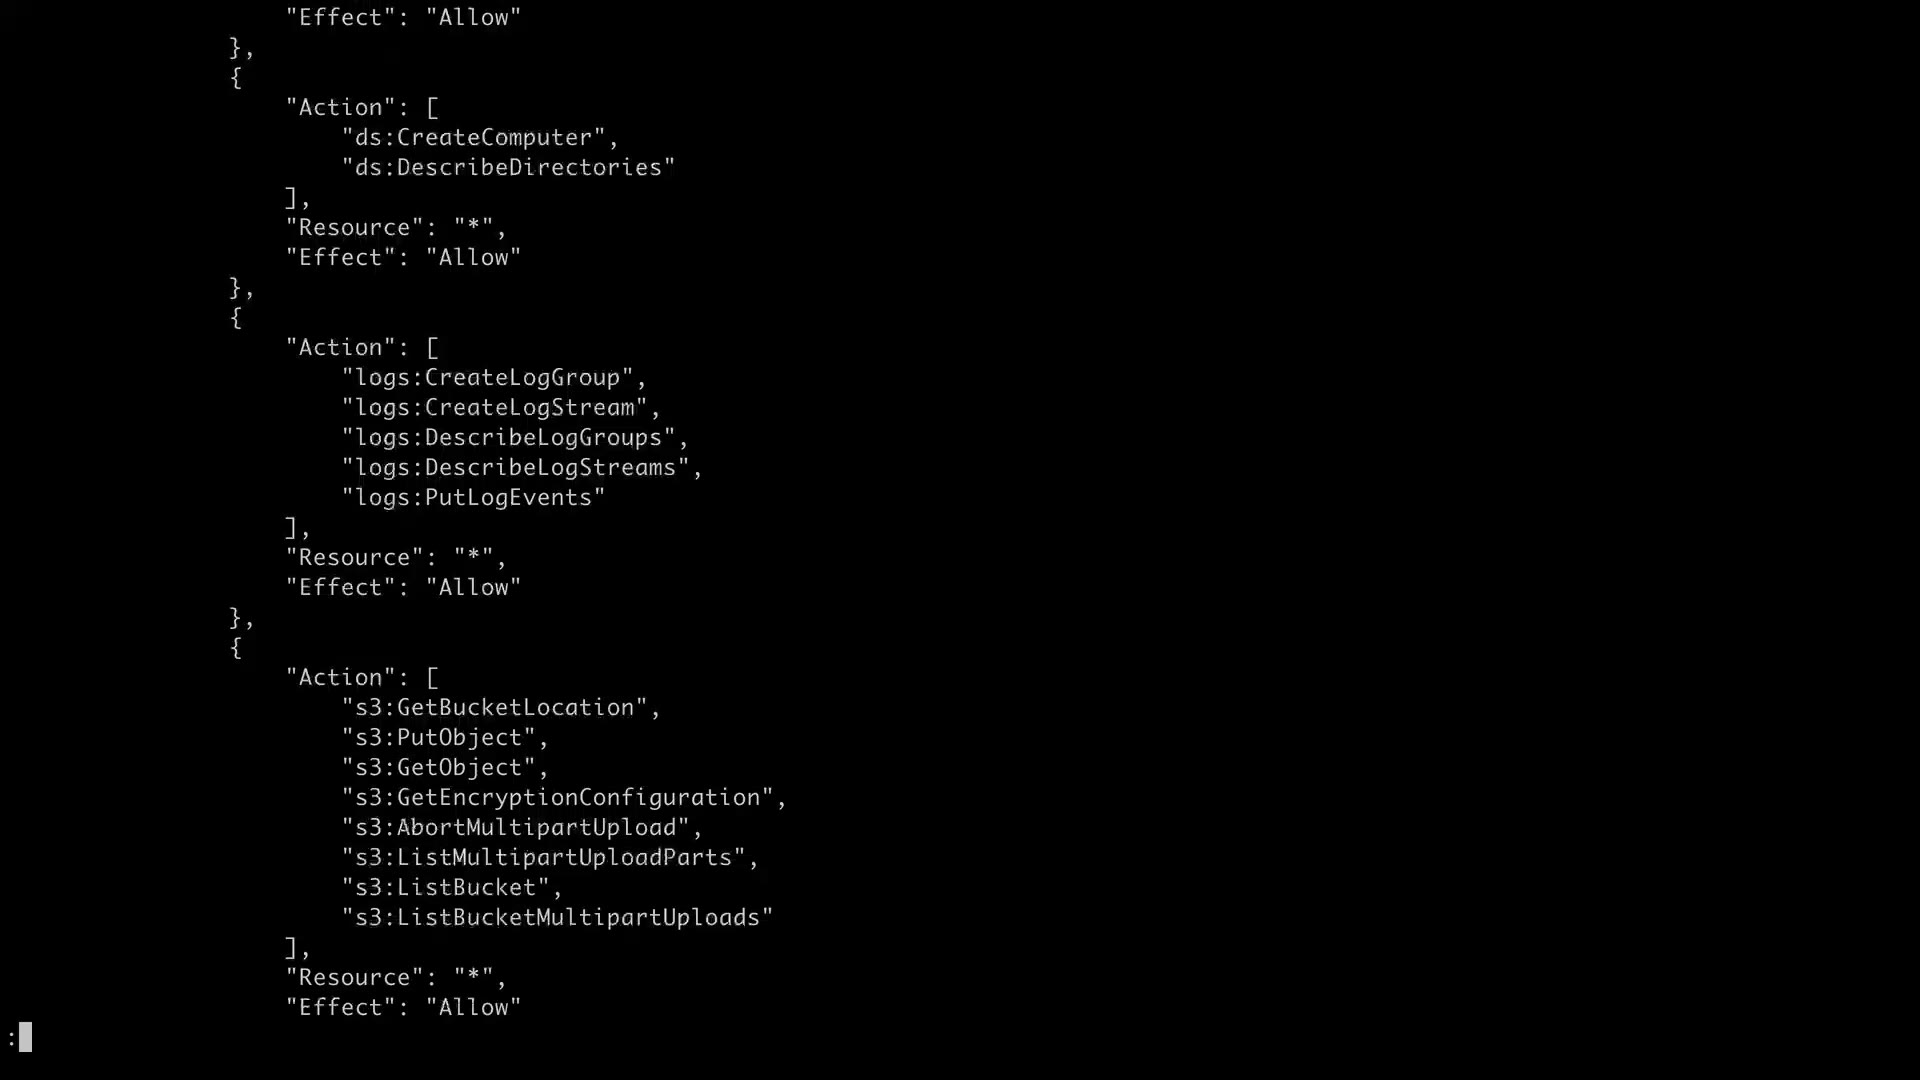 "Effect": "Allow"
},
{
"Action": [
"ds:CreateComputer",
"ds:DescribeDirectories"
],
"Resource": "*",
"Effect": "Allow"
},
{
"Action": [
"logs:CreateLogGroup",
"logs:CreateLogStream",
"logs:DescribeLogGroups",
"logs:DescribeLogStreams",
"logs:PutLogEvents"
],
"Resource": "*",
"Effect": "Allow"
},
{
"Action": [
"s3:GetBucketLocation",
"s3:PutObject",
"s3:GetObject",
"s3:GetEncryptionConfiguration",
"s3:AbortMultipartUpload",
"s3:ListMultipartUploadParts",
"s3:ListBucket",
"s3:ListBucketMultipartUploads"
],
"Resource": "*",
"Effect": "Allow"
: